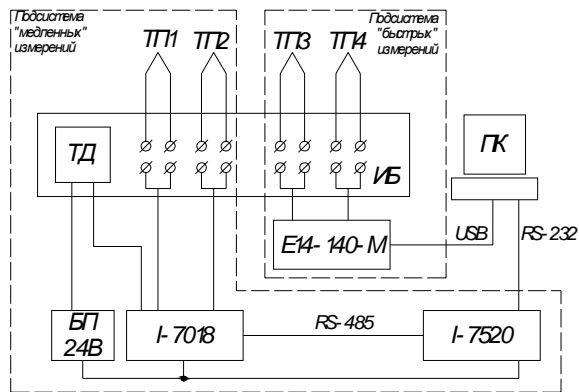 Подсистема
"медленных"
измерений
Подсистема
"быстрых"
измерений
ТП1
ТП2
ТП3
ТП4
ТД
ИБ
ПК
Е14-140-М
USB
RS-232
БП
24В
I-7018
RS-485
I-7520